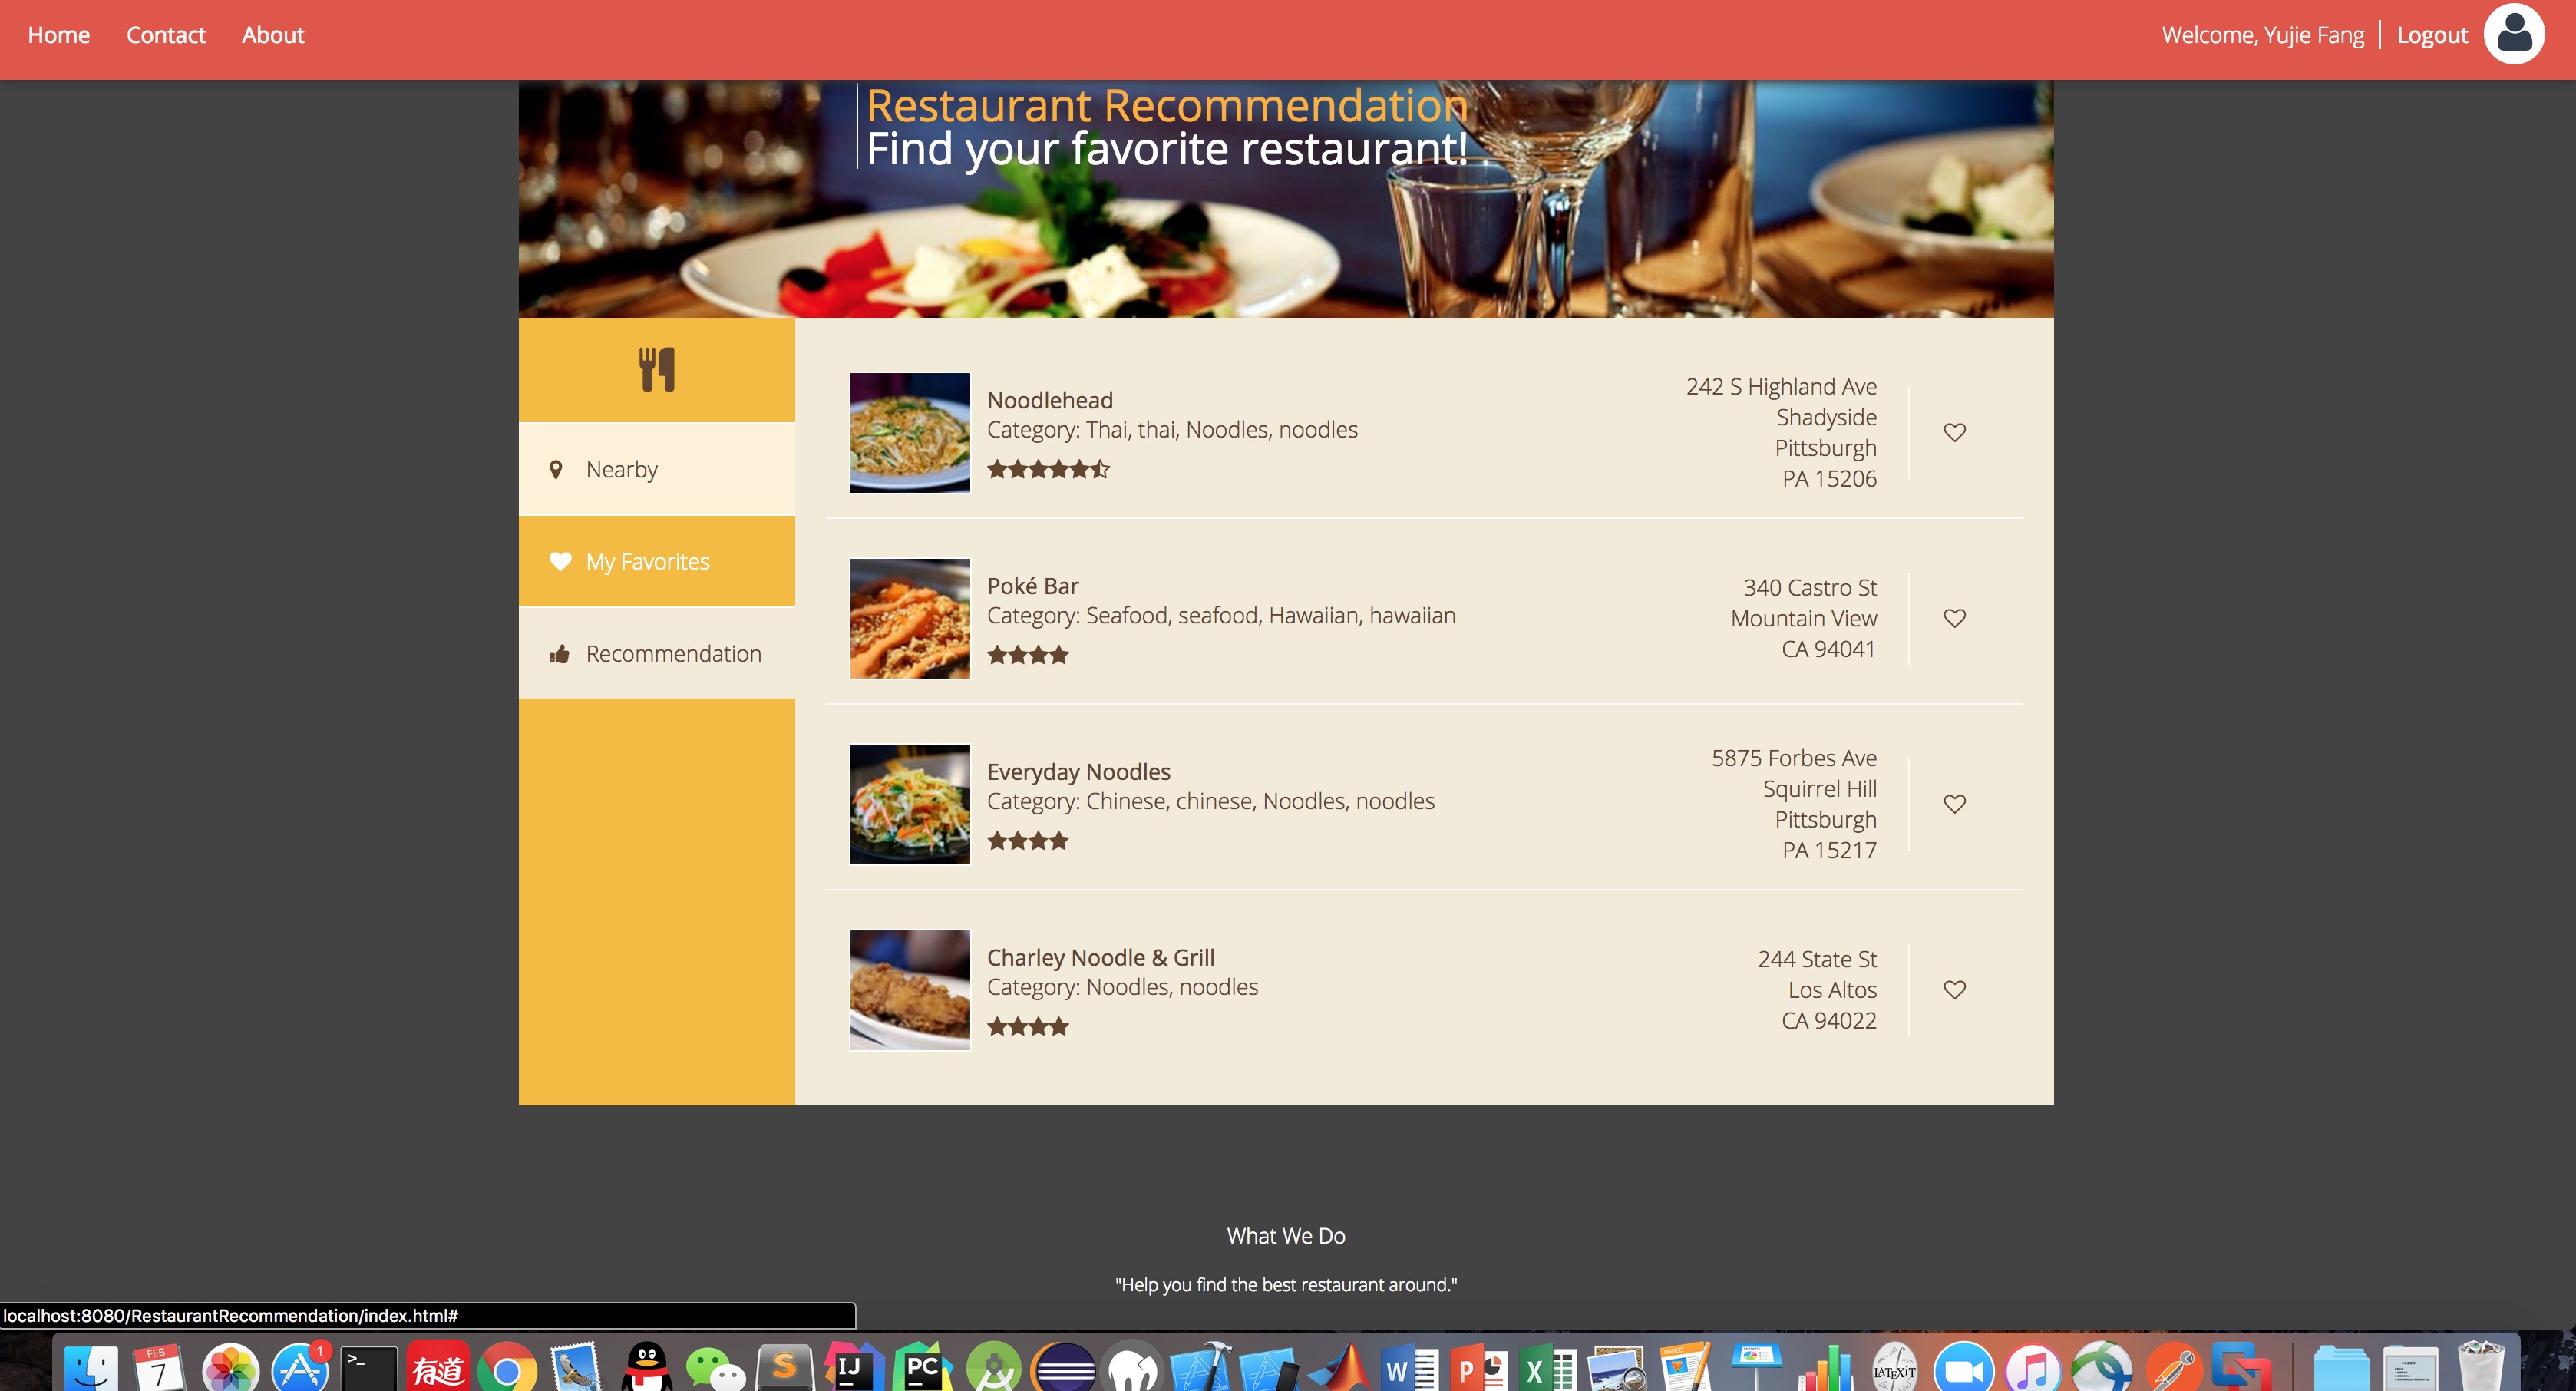 Home Contact About
Welcome, Yujie Fang Logout
Restaurant Recommendation
Find your favorite restaurant!
Nearby
My Favorites
Recommendation
Noodlehead
Category: Thai, thai, Noodles, noodles
242 S Highland Ave
Shadyside
Pittsburgh
PA 15206
Poké Bar
Category: Seafood, seafood, Hawaiian, hawaiian
340 Castro St
Mountain View
CA 94041
Everyday Noodles
Category: Chinese, chinese, Noodles, noodles
5875 Forbes Ave
Squirrel Hill
Pittsburgh
PA 15217
Charley Noodle & Grill
Category: Noodles, noodles
244 State St
Los Altos
CA 94022
What We Do
"Help you find the best restaurant around."
localhost:8080/RestaurantRecommendation/index.html#
FEB
7
1
>_
有道
S
IJ
PC
W
P
X
PAGES
LATEXiT